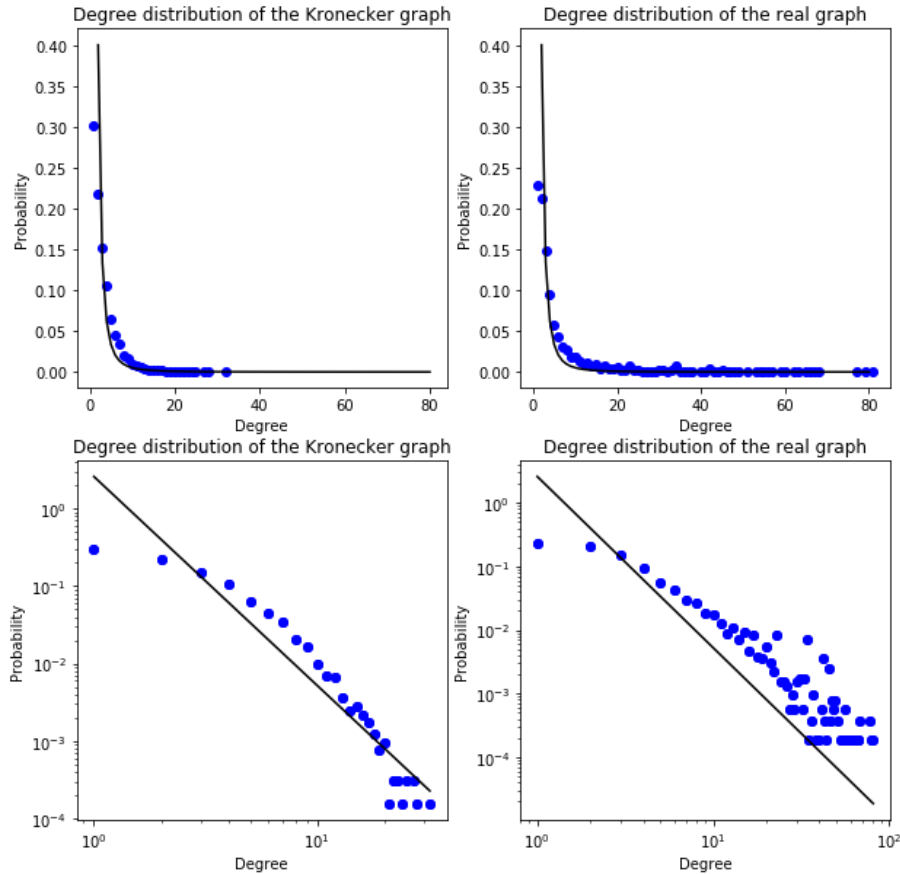 Degree distribution of the Kronecker graph
0.40
0.35
0.30
0.25
0.20
0.15
0.10
0.05
0.00
Probability
0 20 40 60 80
Degree
Degree distribution of the real graph
0.40
0.35
0.30
0.25
0.20
0.15
0.10
0.05
0.00
Probability
0 20 40 60 80
Degree
Degree distribution of the Kronecker graph
10⁰
10⁻¹
10⁻²
10⁻³
10⁻⁴
Probability
10⁰ 10¹
Degree
Degree distribution of the real graph
10⁰
10⁻¹
10⁻²
10⁻³
10⁻⁴
Probability
10⁰ 10¹ 10²
Degree